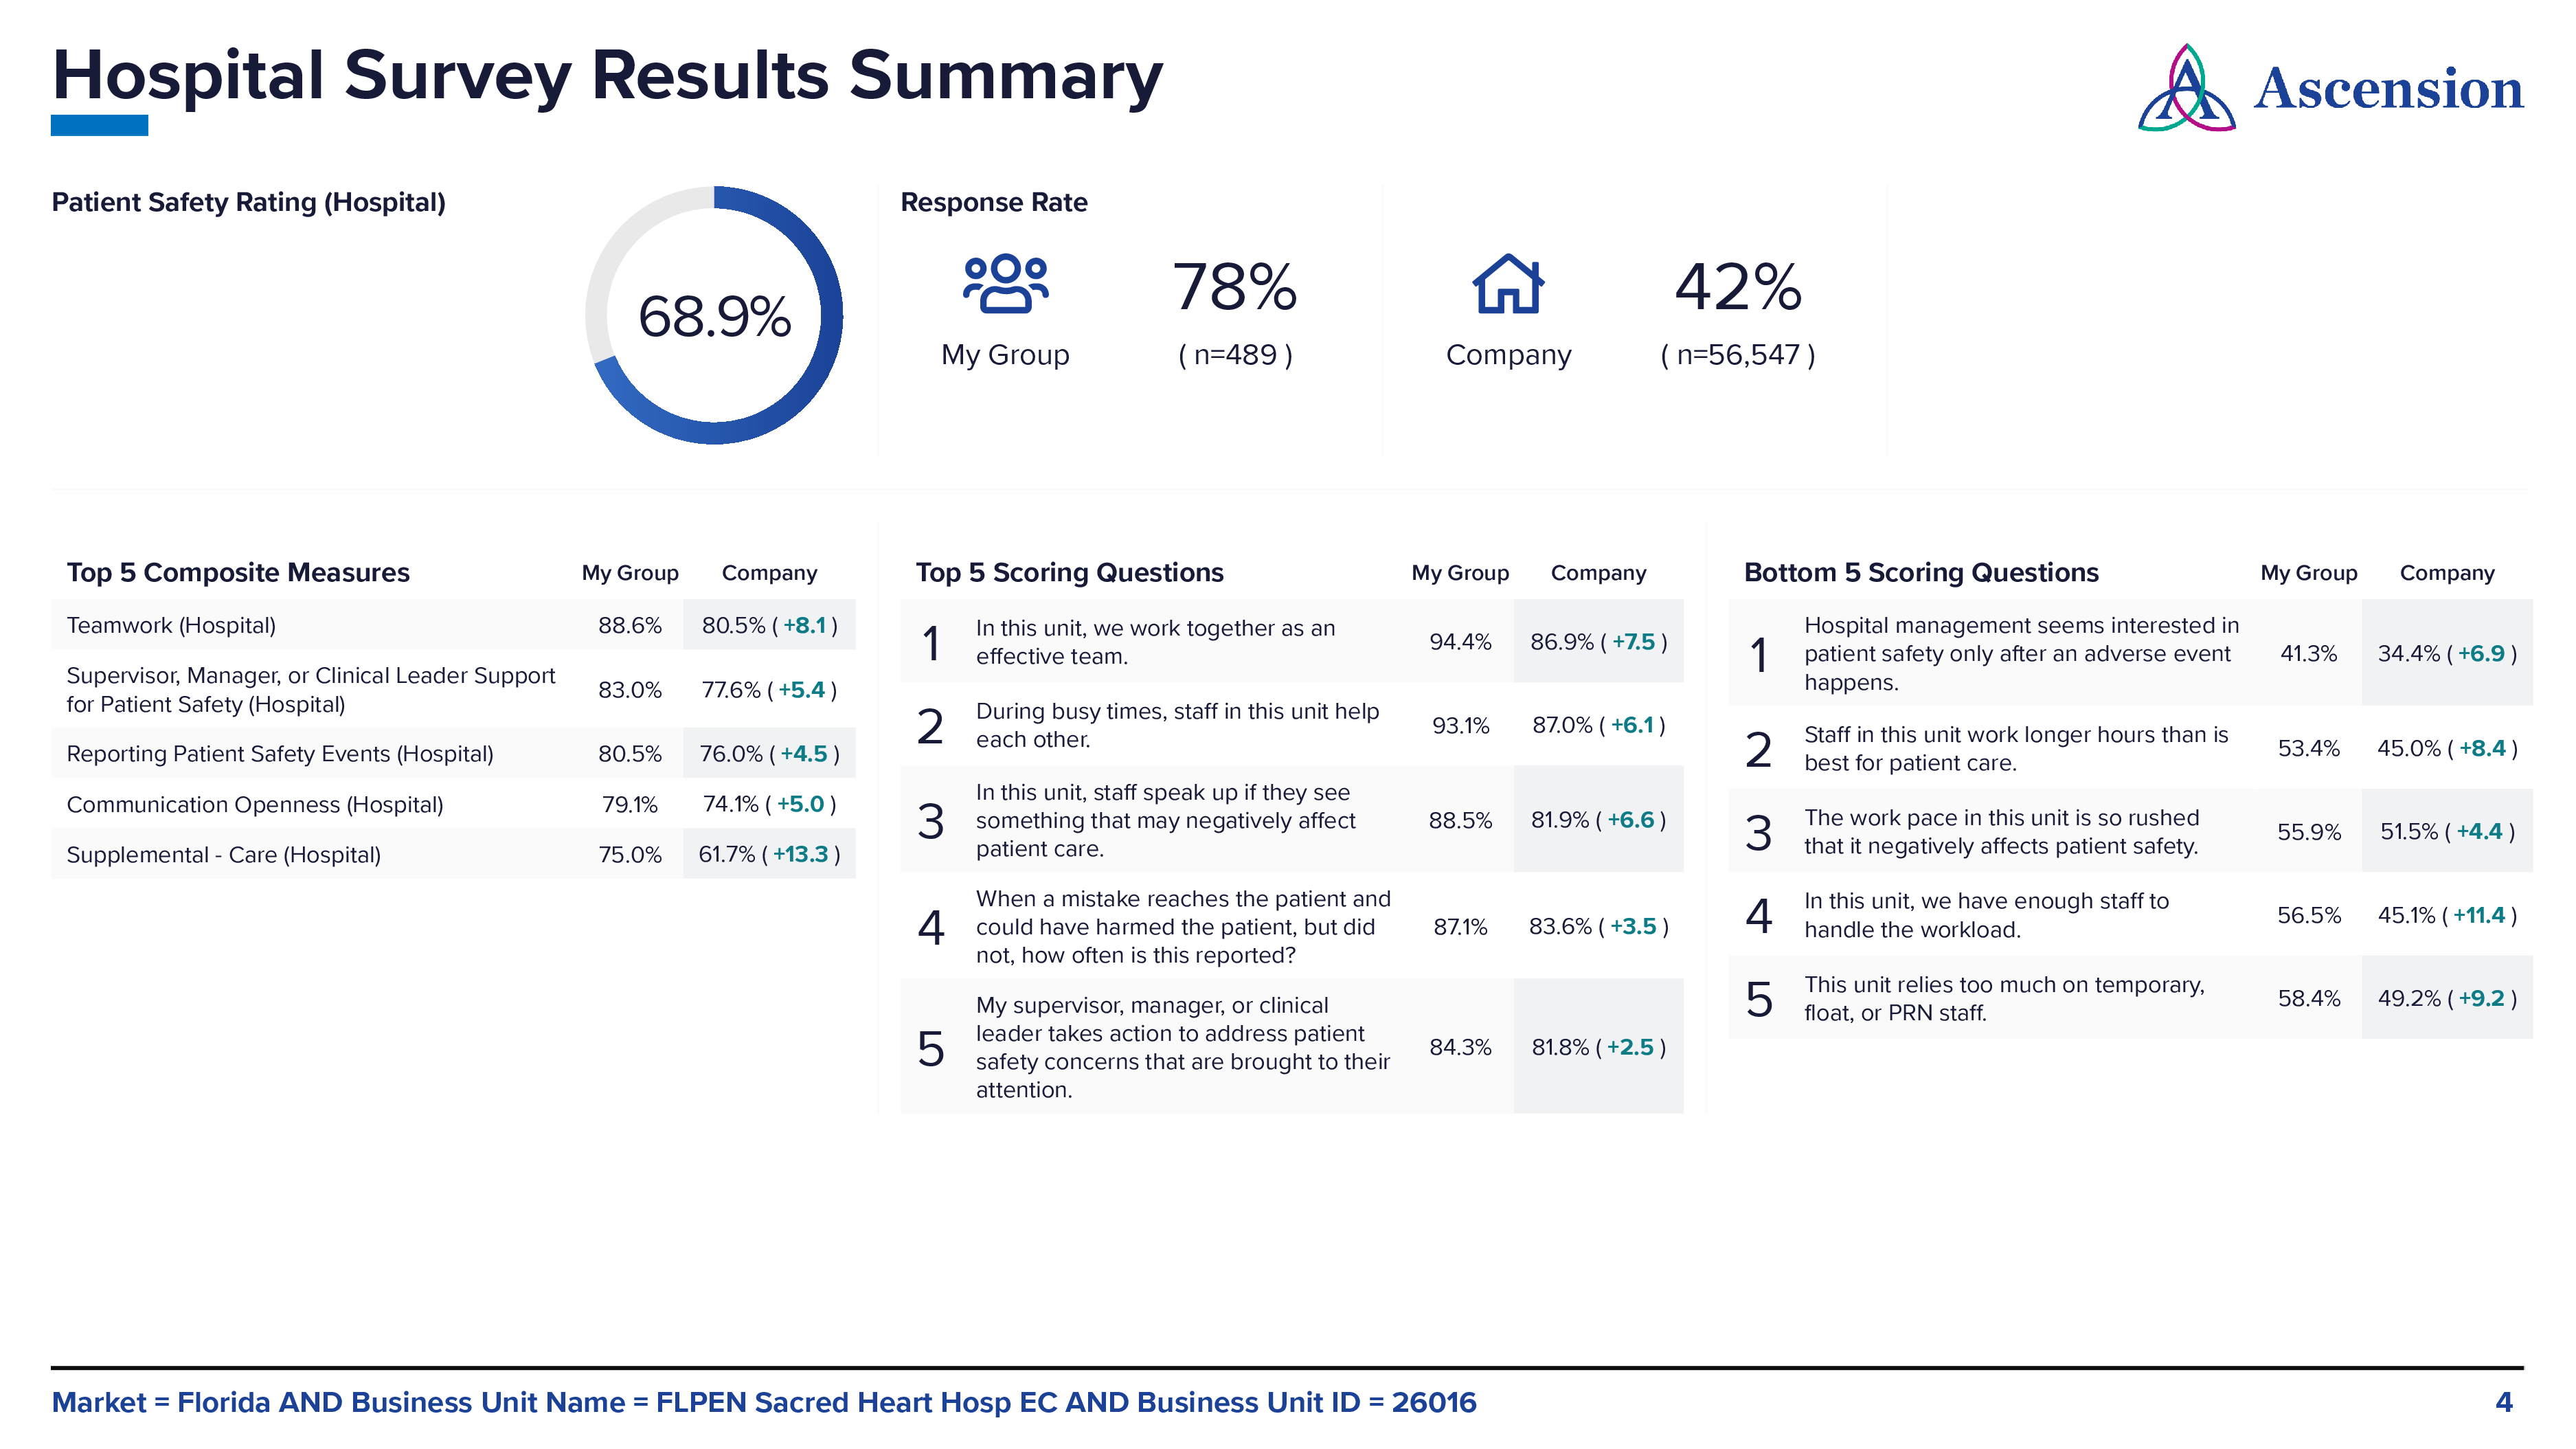 Hospital Survey Results Summary
Ascension
Patient Safety Rating (Hospital)
68.9%
Response Rate
My Group
78%
( n=489 )
Company
42%
( n=56,547 )
Top 5 Composite Measures My Group Company
Teamwork (Hospital) 88.6% 80.5% ( +8.1 )
Supervisor, Manager, or Clinical Leader Support
for Patient Safety (Hospital) 83.0% 77.6% ( +5.4 )
Reporting Patient Safety Events (Hospital) 80.5% 76.0% ( +4.5 )
Communication Openness (Hospital) 79.1% 74.1% ( +5.0 )
Supplemental - Care (Hospital) 75.0% 61.7% ( +13.3 )
Top 5 Scoring Questions My Group Company
1 In this unit, we work together as an
effective team. 94.4% 86.9% ( +7.5 )
2 During busy times, staff in this unit help
each other. 93.1% 87.0% ( +6.1 )
3 In this unit, staff speak up if they see
something that may negatively affect
patient care. 88.5% 81.9% ( +6.6 )
4 When a mistake reaches the patient and
could have harmed the patient, but did
not, how often is this reported? 87.1% 83.6% ( +3.5 )
5 My supervisor, manager, or clinical
leader takes action to address patient
safety concerns that are brought to their
attention. 84.3% 81.8% ( +2.5 )
Bottom 5 Scoring Questions My Group Company
1 Hospital management seems interested in
patient safety only after an adverse event
happens. 41.3% 34.4% ( +6.9 )
2 Staff in this unit work longer hours than is
best for patient care. 53.4% 45.0% ( +8.4 )
3 The work pace in this unit is so rushed
that it negatively affects patient safety. 55.9% 51.5% ( +4.4 )
4 In this unit, we have enough staff to
handle the workload. 56.5% 45.1% ( +11.4 )
5 This unit relies too much on temporary,
float, or PRN staff. 58.4% 49.2% ( +9.2 )
Market = Florida AND Business Unit Name = FLPEN Sacred Heart Hosp EC AND Business Unit ID = 26016
4